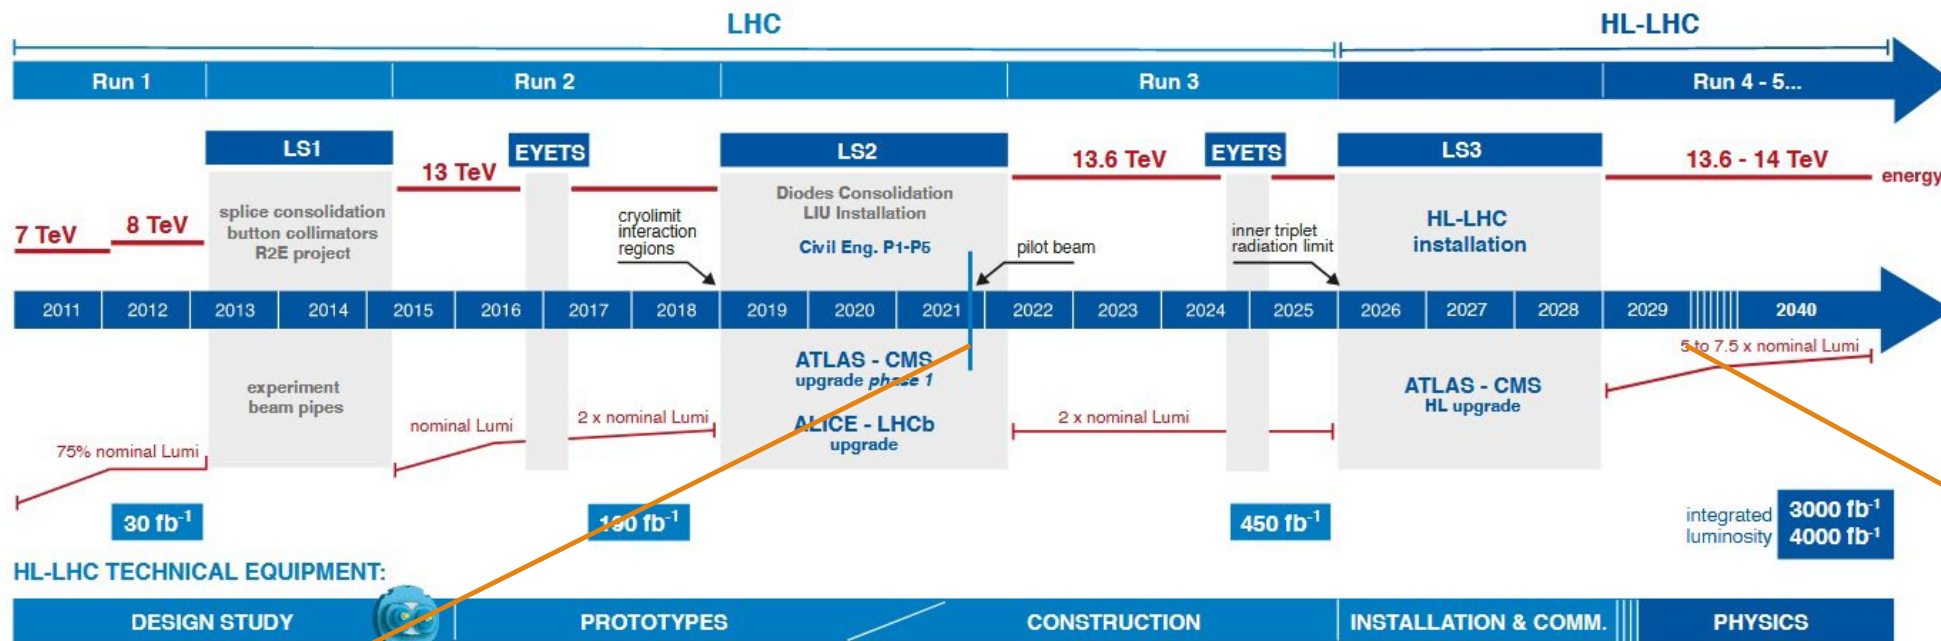 LHC
HL-LHC
Run 1
Run 2
Run 3
Run 4 - 5...
LS1
EYETS
LS2
EYETS
LS3
13 TeV
13.6 TeV
13.6 - 14 TeV
energy
7 TeV
8 TeV
splice consolidation
button collimators
R2E project
cryolimit
interaction
regions
Diodes Consolidation
LIU Installation
Civil Eng. P1-P5
pilot beam
inner triplet
radiation limit
HL-LHC
installation
2011
2012
2013
2014
2015
2016
2017
2018
2019
2020
2021
2022
2023
2024
2025
2026
2027
2028
2029
2040
5 to 7.5 x nominal Lumi
experiment
beam pipes
ATLAS - CMS
upgrade phase 1
ALICE - LHCb
upgrade
ATLAS - CMS
HL upgrade
75% nominal Lumi
nominal Lumi
2 x nominal Lumi
2 x nominal Lumi
30 fb⁻¹
190 fb⁻¹
450 fb⁻¹
integrated
luminosity
3000 fb⁻¹
4000 fb⁻¹
HL-LHC TECHNICAL EQUIPMENT:
DESIGN STUDY
PROTOTYPES
CONSTRUCTION
INSTALLATION & COMM.
PHYSICS